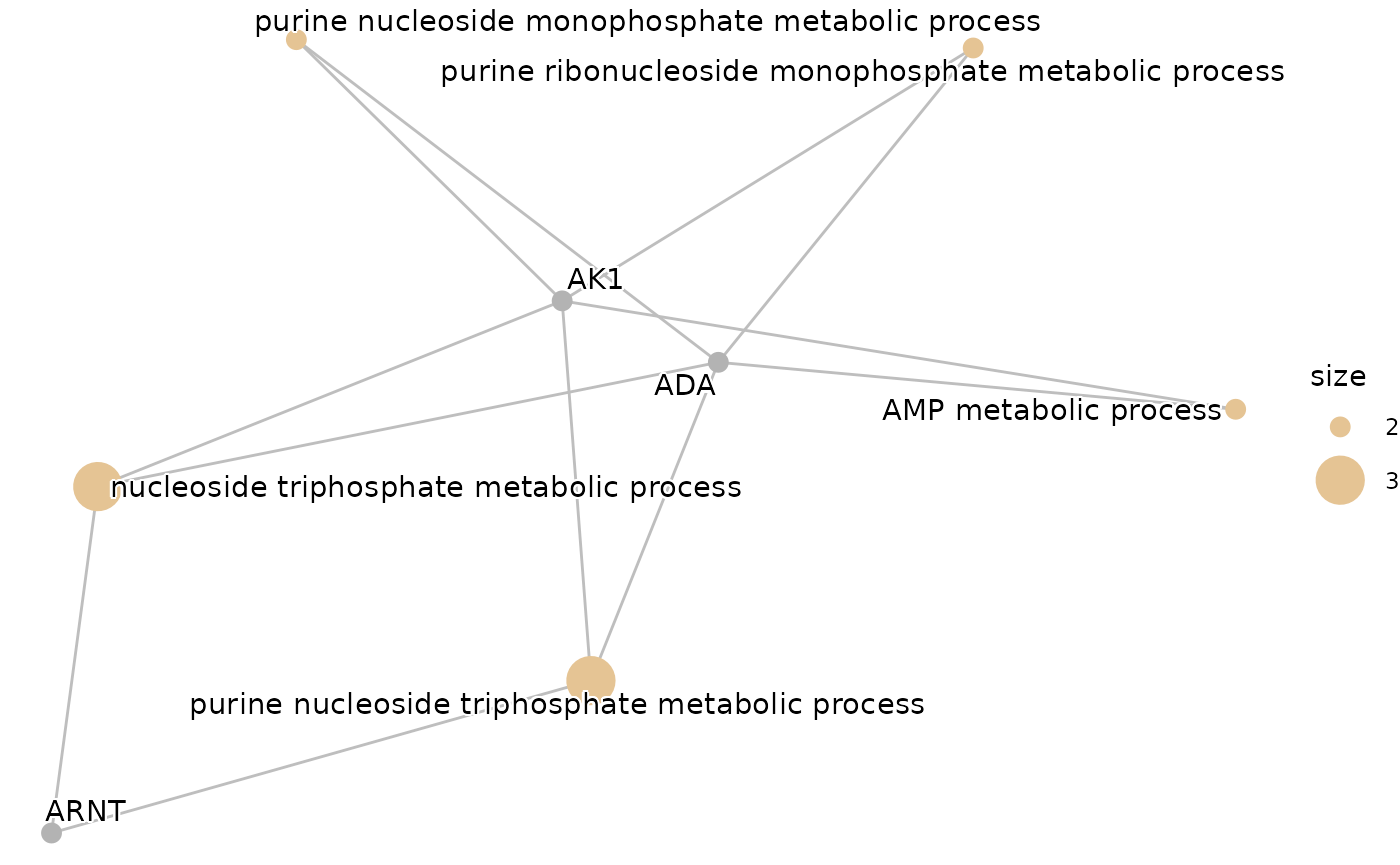 purine nucleoside monophosphate metabolic process
purine ribonucleoside monophosphate metabolic process
AK1
ADA
AMP metabolic process
size
2
3
nucleoside triphosphate metabolic process
purine nucleoside triphosphate metabolic process
ARNT